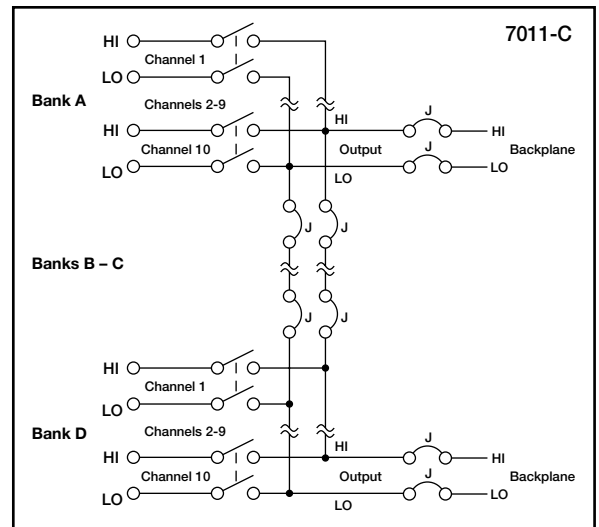 7011-C
HI
Channel 1
LO
Bank A
Channels 2-9
HI
HI
J
HI
Channel 10
Output
J
Backplane
LO
LO
LO
J
J
Banks B – C
J
J
HI
Channel 1
LO
Bank D
Channels 2-9
HI
J
HI
HI
Channel 10
Output
J
Backplane
LO
LO
LO